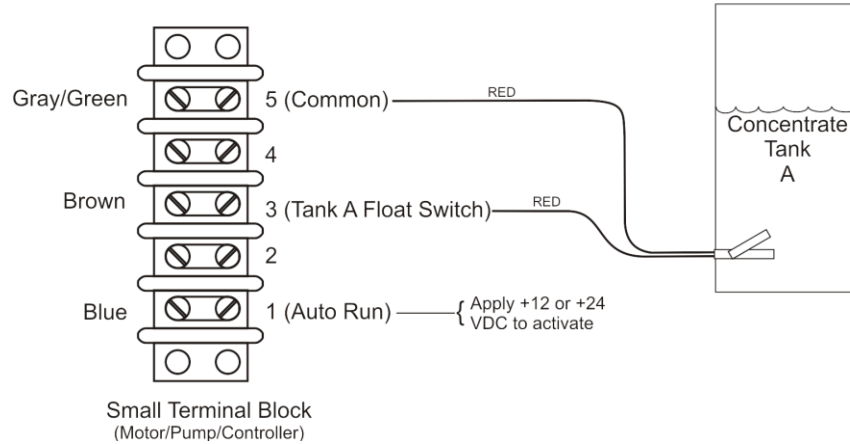 Gray/Green
5 (Common)
RED
4
Brown
3 (Tank A Float Switch)
RED
2
Blue
1 (Auto Run)
Apply +12 or +24
VDC to activate
Concentrate
Tank
A
Small Terminal Block
(Motor/Pump/Controller)